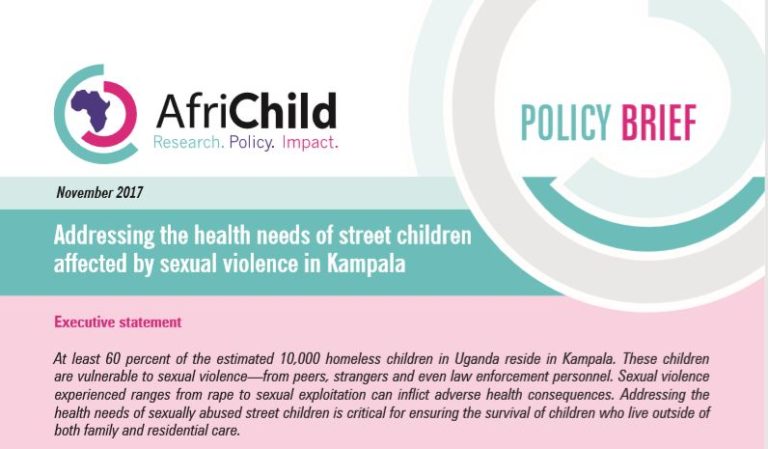 AfriChild
Research. Policy. Impact.
POLICY BRIEF
November 2017
Addressing the health needs of street children
affected by sexual violence in Kampala
Executive statement
At least 60 percent of the estimated 10,000 homeless children in Uganda reside in Kampala. These children
are vulnerable to sexual violence—from peers, strangers and even law enforcement personnel. Sexual violence
experienced ranges from rape to sexual exploitation can inflict adverse health consequences. Addressing the
health needs of sexually abused street children is critical for ensuring the survival of children who live outside of
both family and residential care.